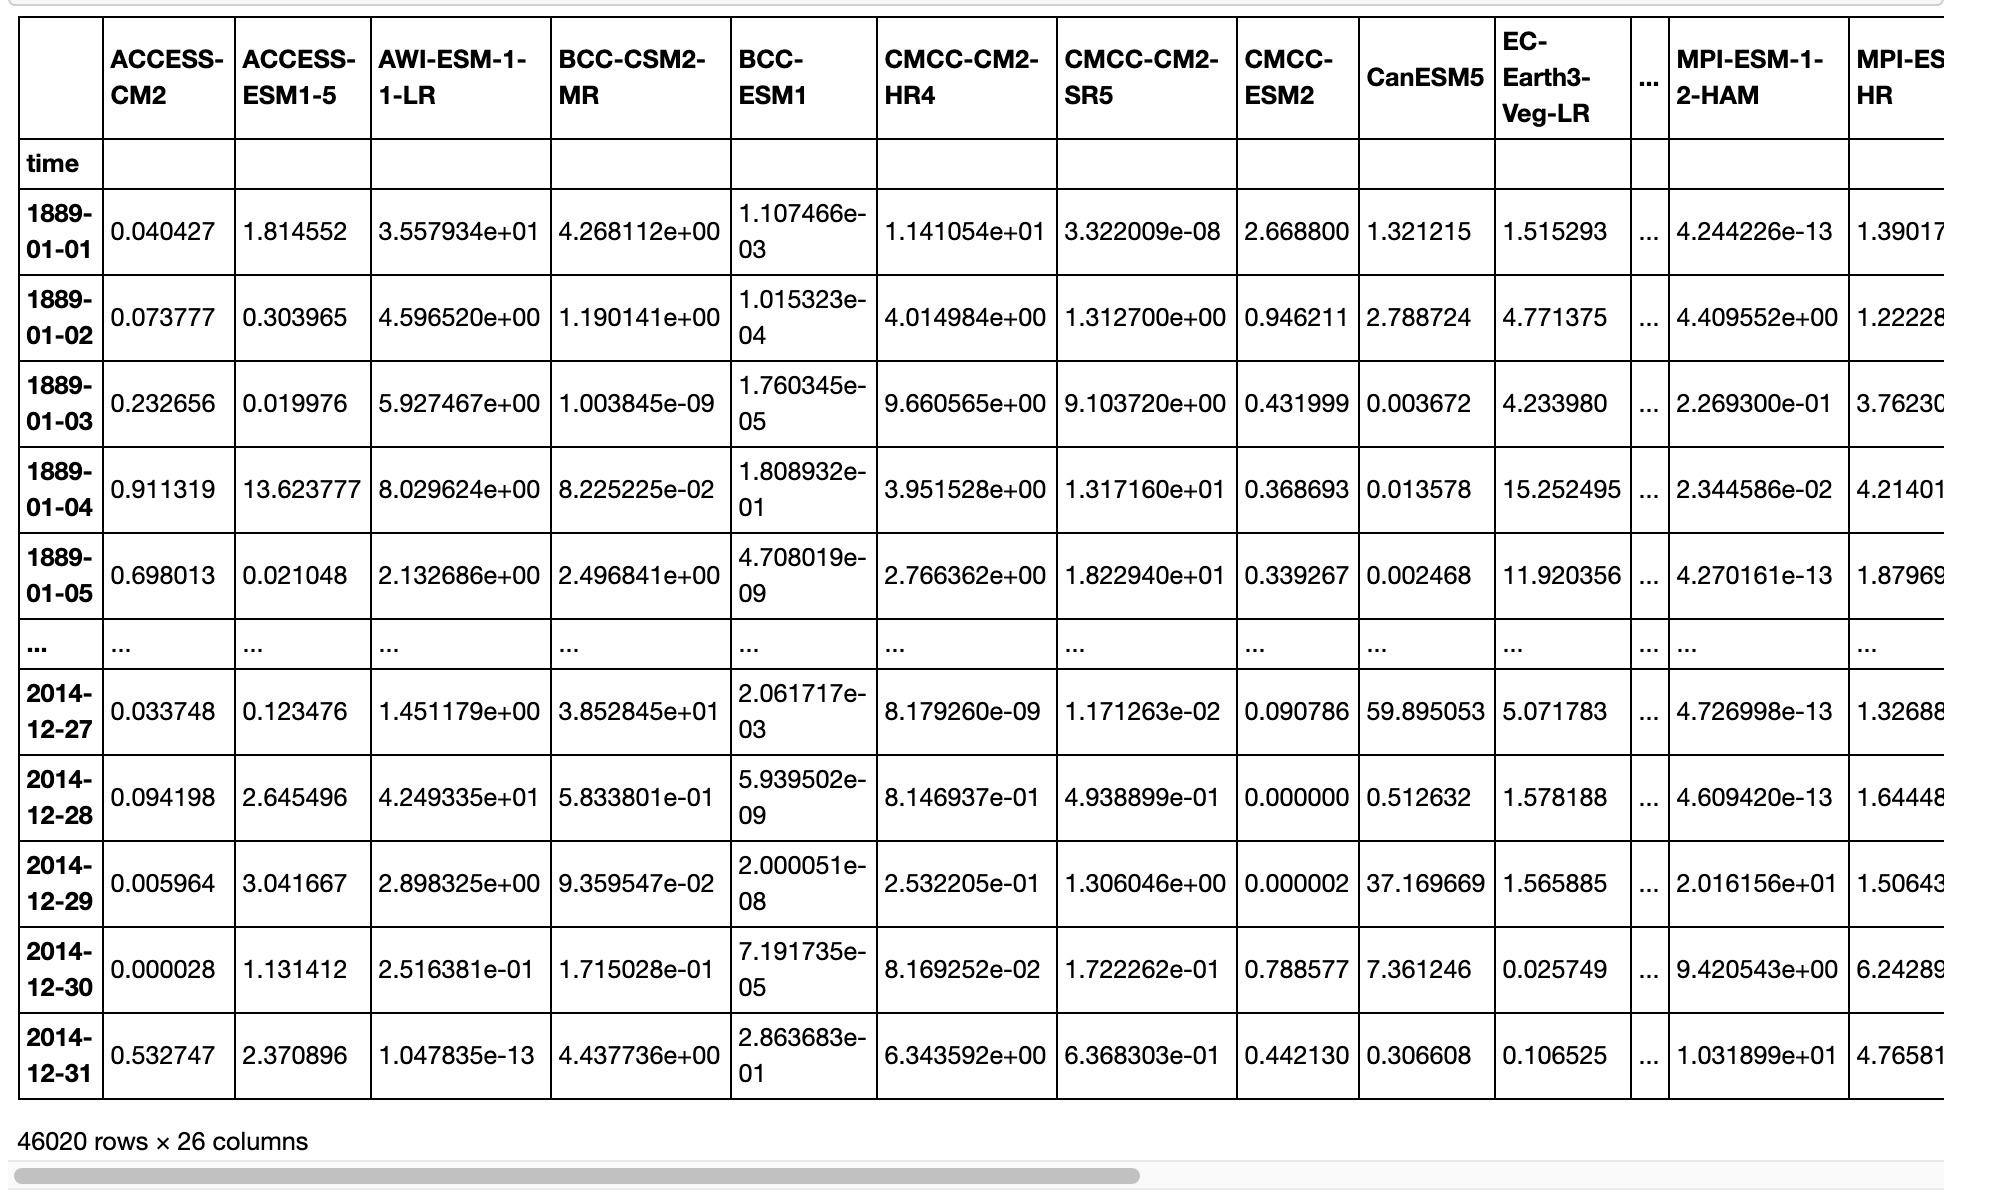 ACCESS-CM2 ACCESS-ESM1-5 AWI-ESM-1-1-LR BCC-CSM2-MR BCC-ESM1 CMCC-CM2-HR4 CMCC-CM2-SR5 CMCC-ESM2 CanESM5 EC-Earth3-Veg-LR ... MPI-ESM-1-2-HAM MPI-ES HR
time
1889-01-01 0.040427 1.814552 3.557934e+01 4.268112e+00 1.107466e-03 1.141054e+01 3.322009e-08 2.668800 1.321215 1.515293 ... 4.244226e-13 1.39017
1889-01-02 0.073777 0.303965 4.596520e+00 1.190141e+00 1.015323e-04 4.014984e+00 1.312700e+00 0.946211 2.788724 4.771375 ... 4.409552e+00 1.22228
1889-01-03 0.232656 0.019976 5.927467e+00 1.003845e-09 1.760345e-05 9.660565e+00 9.103720e+00 0.431999 0.003672 4.233980 ... 2.269300e-01 3.76230
1889-01-04 0.911319 13.623777 8.029624e+00 8.225225e-02 1.808932e-01 3.951528e+00 1.317160e+01 0.368693 0.013578 15.252495 ... 2.344586e-02 4.21401
1889-01-05 0.698013 0.021048 2.132686e+00 2.496841e+00 4.708019e-09 2.766362e+00 1.822940e+01 0.339267 0.002468 11.920356 ... 4.270161e-13 1.87969
... ... ... ... ... ... ... ... ... ... ... ... ... ...
2014-12-27 0.033748 0.123476 1.451179e+00 3.852845e+01 2.061717e-03 8.179260e-09 1.171263e-02 0.090786 59.895053 5.071783 ... 4.726998e-13 1.32688
2014-12-28 0.094198 2.645496 4.249335e+01 5.833801e-01 5.939502e-09 8.146937e-01 4.938899e-01 0.000000 0.512632 1.578188 ... 4.609420e-13 1.64448
2014-12-29 0.005964 3.041667 2.898325e+00 9.359547e-02 2.000051e-08 2.532205e-01 1.306046e+00 0.000002 37.169669 1.565885 ... 2.016156e+01 1.50643
2014-12-30 0.000028 1.131412 2.516381e-01 1.715028e-01 7.191735e-05 8.169252e-02 1.722262e-01 0.788577 7.361246 0.025749 ... 9.420543e+00 6.24289
2014-12-31 0.532747 2.370896 1.047835e-13 4.437736e+00 2.863683e-01 6.343592e+00 6.368303e-01 0.442130 0.306608 0.106525 ... 1.031899e+01 4.76581
46020 rows × 26 columns